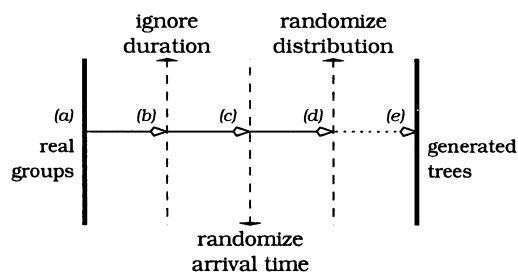 ignore
duration
randomize
distribution
(a)
(b)
(c)
(d)
(e)
real
groups
generated
trees
randomize
arrival time